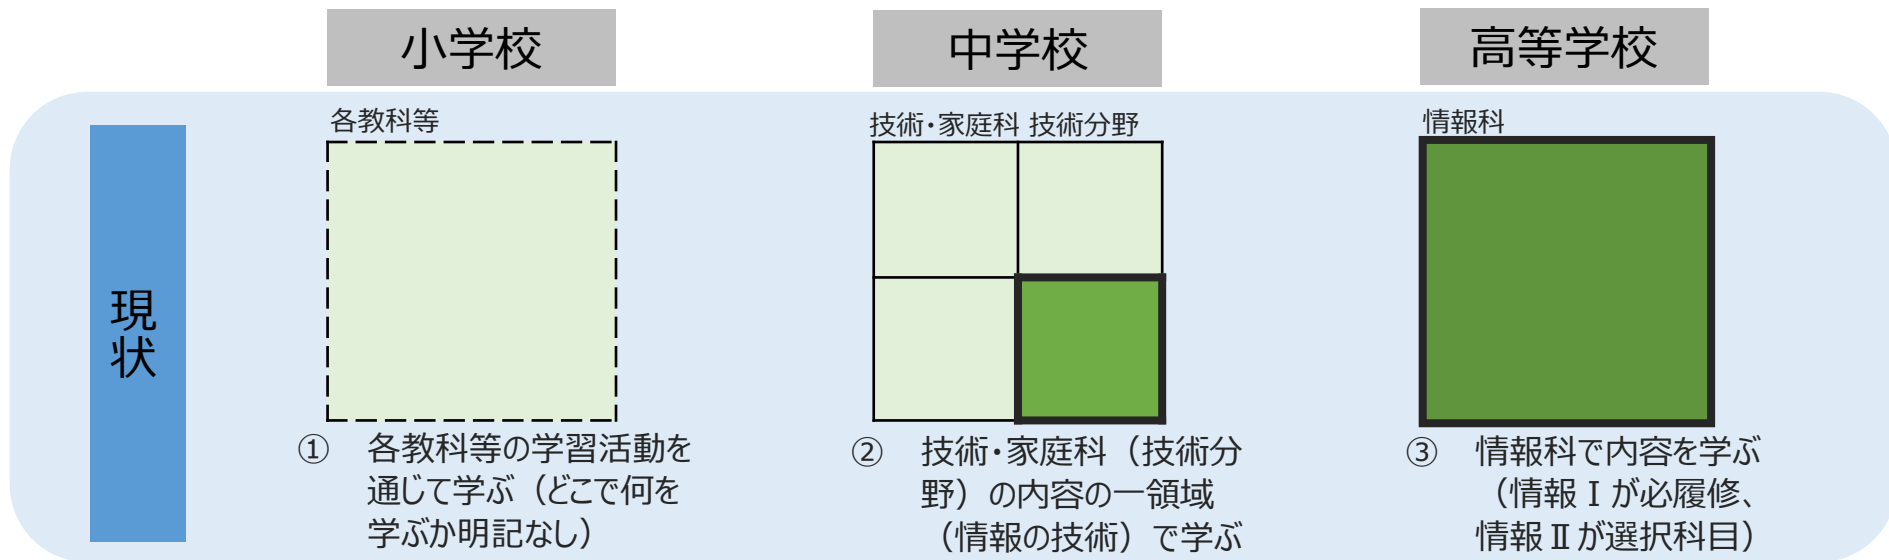 小学校
中学校
高等学校
現状
各教科等
① 各教科等の学習活動を
通じて学ぶ（どこで何を
学ぶか明記なし）
技術・家庭科 技術分野
② 技術・家庭科（技術分
野）の内容の一領域
（情報の技術）で学ぶ
情報科
③ 情報科で内容を学ぶ
（情報Ⅰが必履修、
情報Ⅱが選択科目）